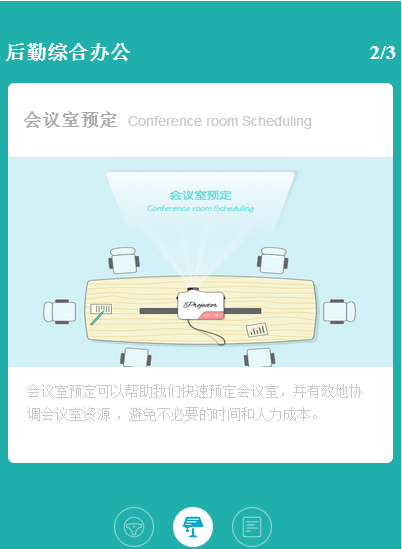 后勤综合办公 2/3
会议室预定 Conference room Scheduling
会议室预定
Conference room Scheduling
Projector
会议室预定可以帮助我们快速预定会议室，并有效地协
调会议室资源 ，避免不必要的时间和人力成本。